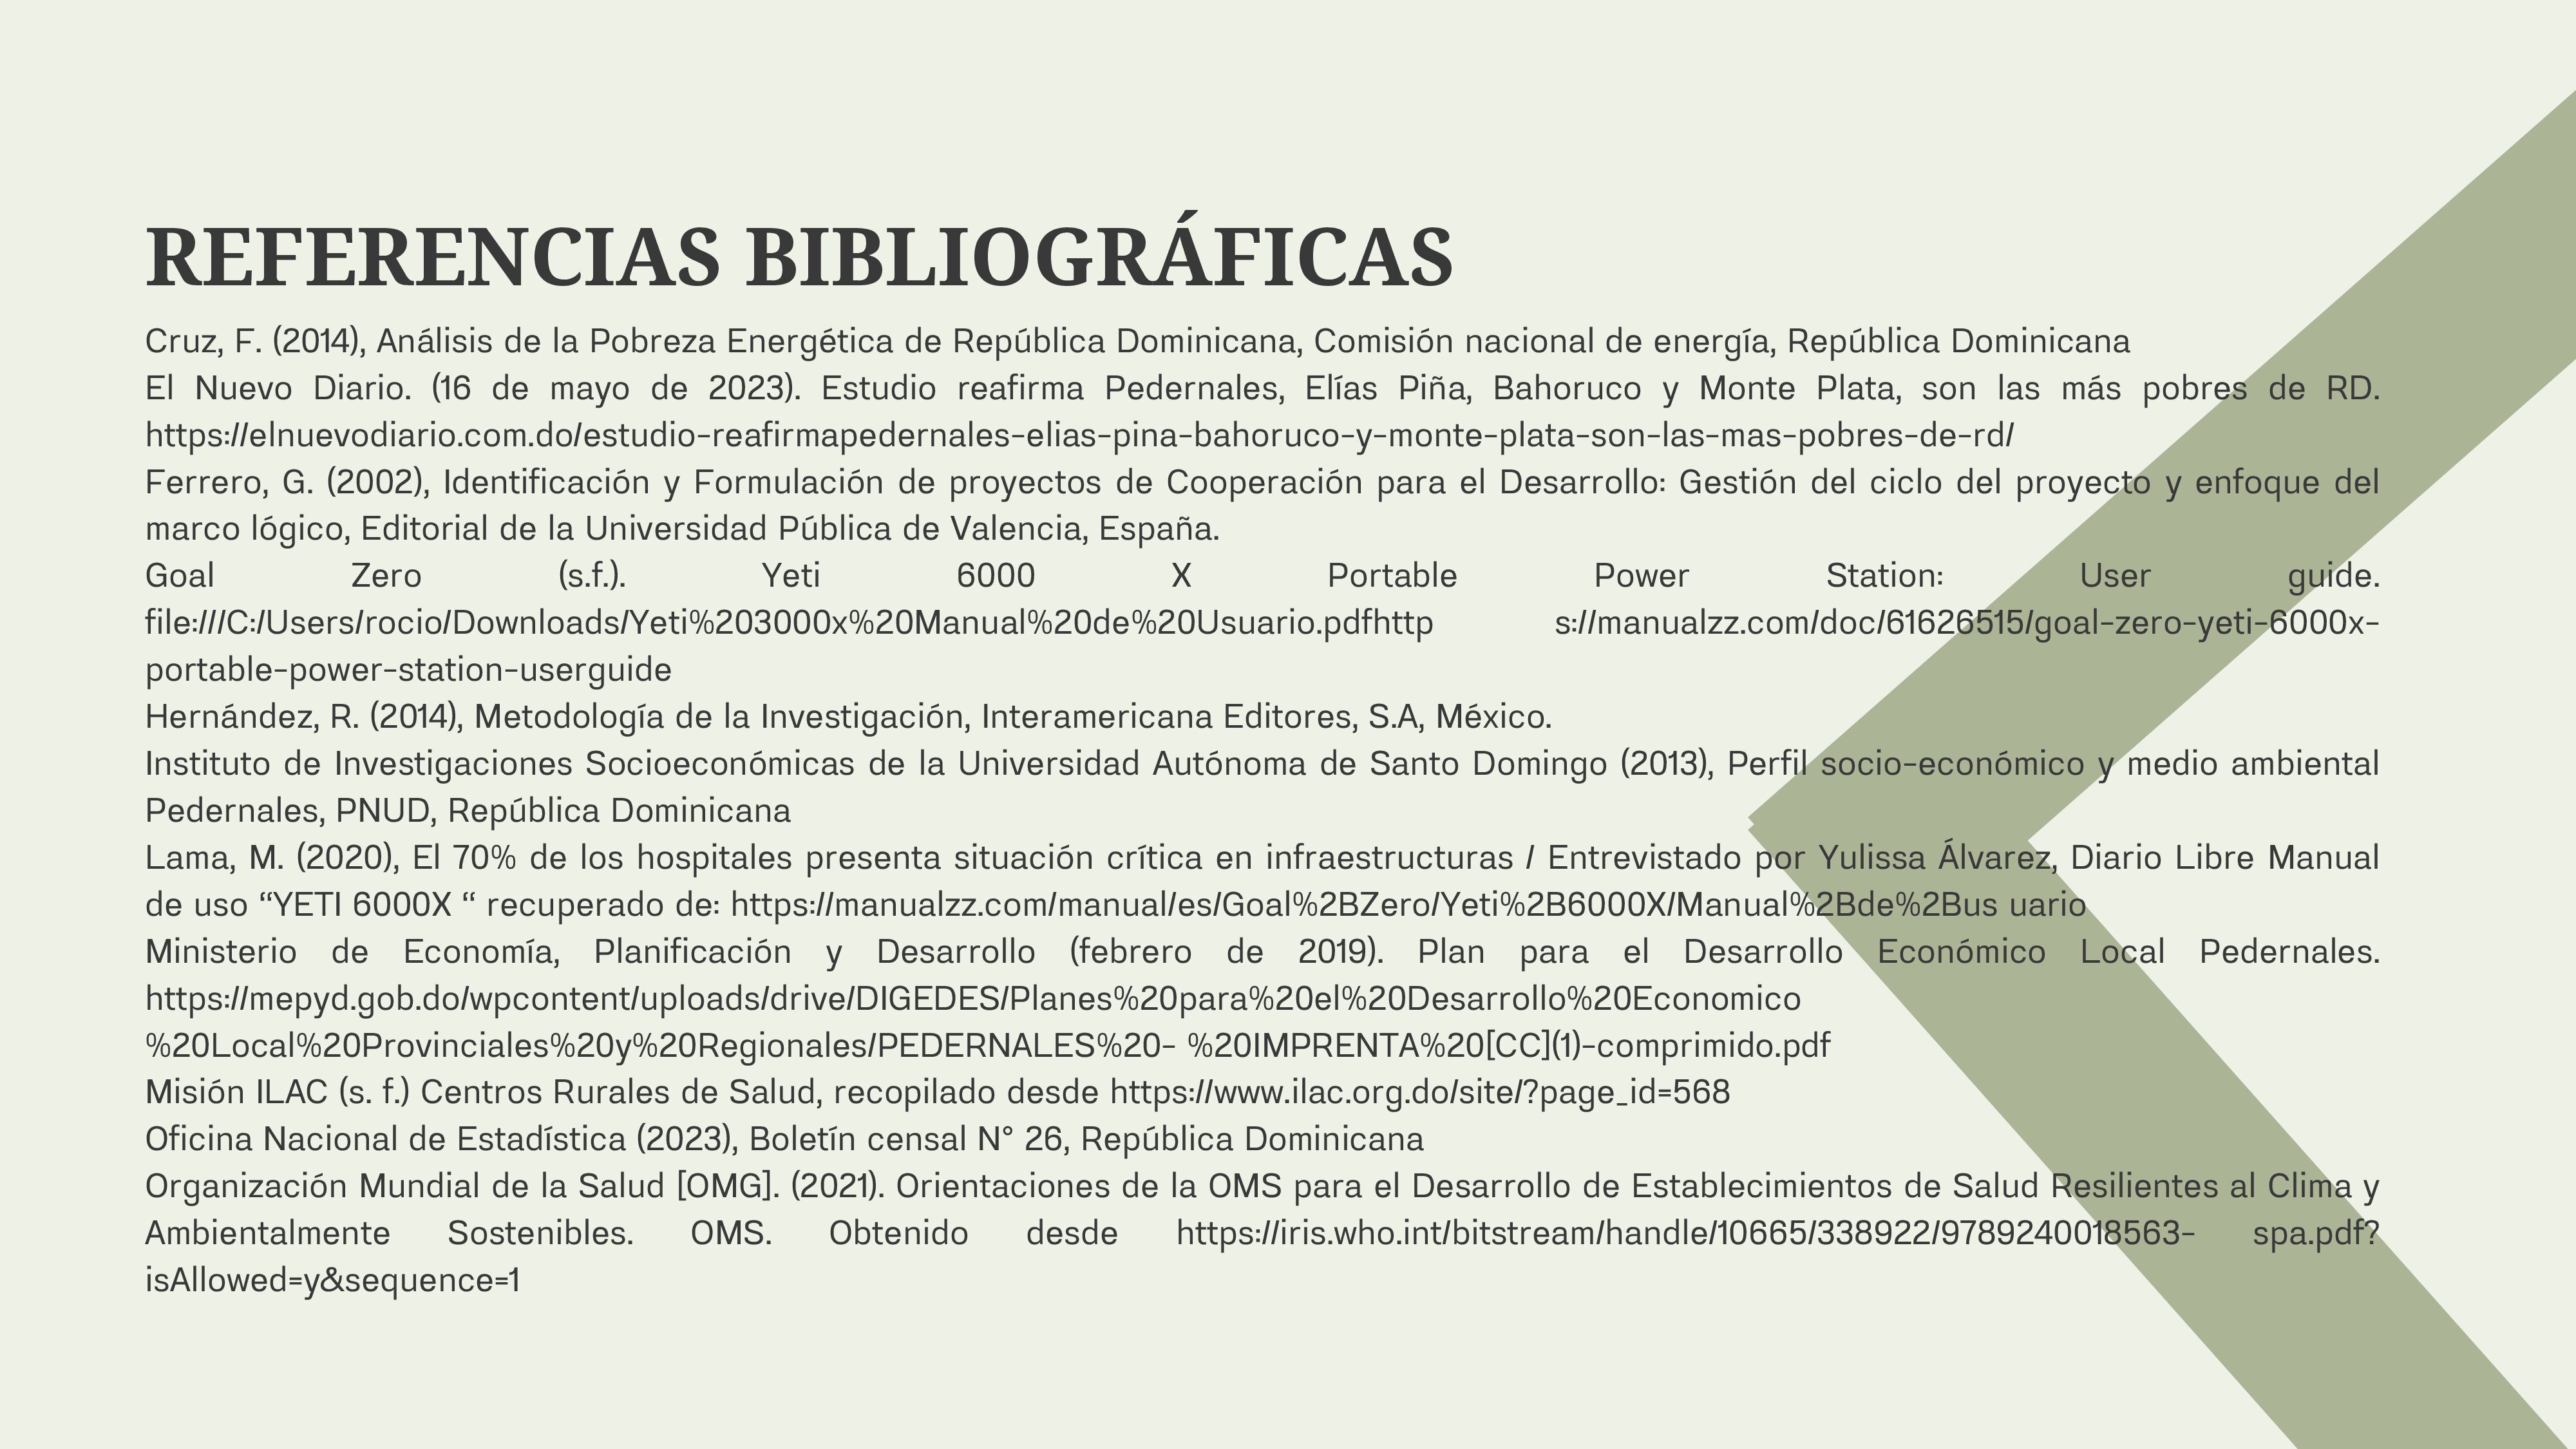 REFERENCIAS BIBLIOGRÁFICAS
Cruz, F. (2014), Análisis de la Pobreza Energética de República Dominicana, Comisión nacional de energía, República Dominicana
El Nuevo Diario. (16 de mayo de 2023). Estudio reafirma Pedernales, Elías Piña, Bahoruco y Monte Plata, son las más pobres de RD.
https://elnuevodiario.com.do/estudio-reafirmapedernales-elias-pina-bahoruco-y-monte-plata-son-las-mas-pobres-de-rd/
Ferrero, G. (2002), Identificación y Formulación de proyectos de Cooperación para el Desarrollo: Gestión del ciclo del proyecto y enfoque del
marco lógico, Editorial de la Universidad Pública de Valencia, España.
Goal Zero (s.f.). Yeti 6000 X Portable Power Station: User guide.
file:///C:/Users/rocio/Downloads/Yeti%203000x%20Manual%20de%20Usuario.pdfhttp s://manualzz.com/doc/61626515/goal-zero-yeti-6000x-
portable-power-station-userguide
Hernández, R. (2014), Metodología de la Investigación, Interamericana Editores, S.A, México.
Instituto de Investigaciones Socioeconómicas de la Universidad Autónoma de Santo Domingo (2013), Perfil socio-económico y medio ambiental
Pedernales, PNUD, República Dominicana
Lama, M. (2020), El 70% de los hospitales presenta situación crítica en infraestructuras / Entrevistado por Yulissa Álvarez, Diario Libre Manual
de uso “YETI 6000X “ recuperado de: https://manualzz.com/manual/es/Goal%2BZero/Yeti%2B6000X/Manual%2Bde%2Bus uario
Ministerio de Economía, Planificación y Desarrollo (febrero de 2019). Plan para el Desarrollo Económico Local Pedernales.
https://mepyd.gob.do/wpcontent/uploads/drive/DIGEDES/Planes%20para%20el%20Desarrollo%20Economico
%20Local%20Provinciales%20y%20Regionales/PEDERNALES%20- %20IMPRENTA%20[CC](1)-comprimido.pdf
Misión ILAC (s. f.) Centros Rurales de Salud, recopilado desde https://www.ilac.org.do/site/?page_id=568
Oficina Nacional de Estadística (2023), Boletín censal N° 26, República Dominicana
Organización Mundial de la Salud [OMG]. (2021). Orientaciones de la OMS para el Desarrollo de Establecimientos de Salud Resilientes al Clima y
Ambientalmente Sostenibles. OMS. Obtenido desde https://iris.who.int/bitstream/handle/10665/338922/9789240018563- spa.pdf?
isAllowed=y&sequence=1